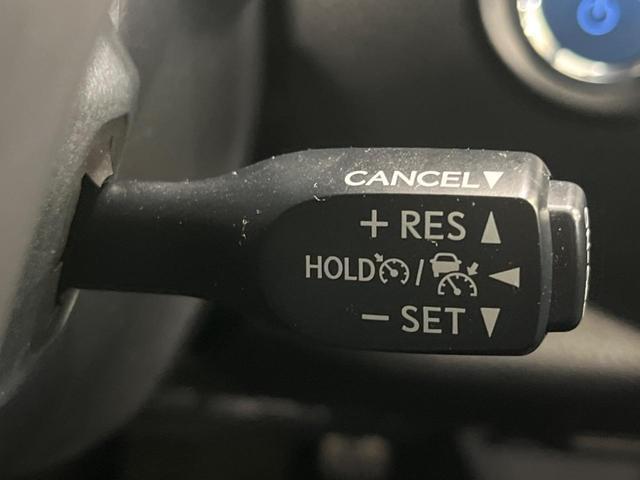 CANCEL▼
+ RES ▲
HOLD / ◀
− SET ▼